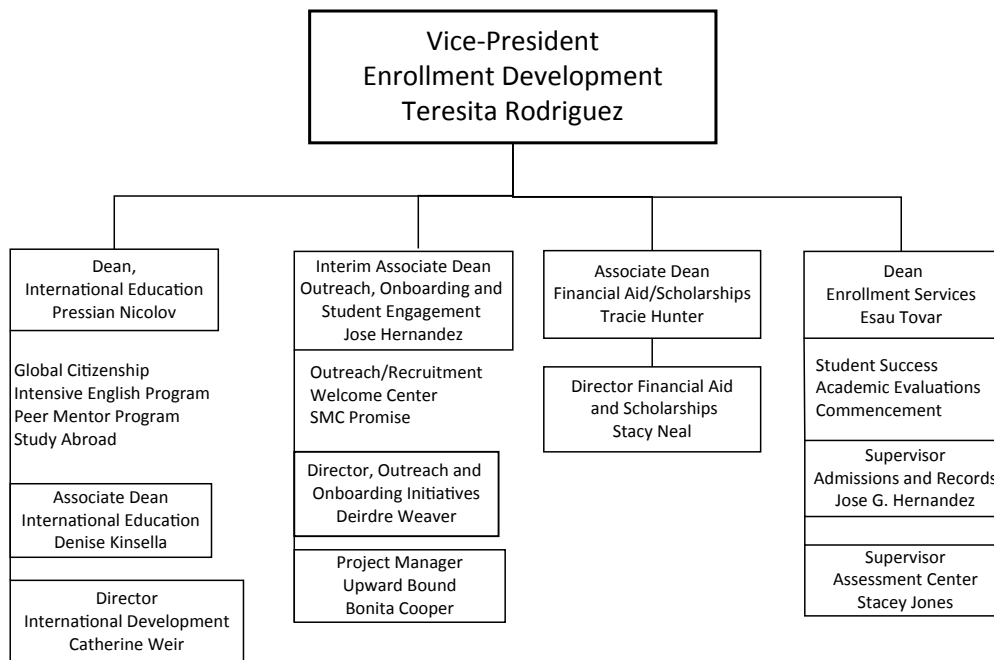 Vice-President
Enrollment Development
Teresita Rodriguez
Dean,
International Education
Pressian Nicolov
Global Citizenship
Intensive English Program
Peer Mentor Program
Study Abroad
Associate Dean
International Education
Denise Kinsella
Director
International Development
Catherine Weir
Interim Associate Dean
Outreach, Onboarding and
Student Engagement
Jose Hernandez
Outreach/Recruitment
Welcome Center
SMC Promise
Director, Outreach and
Onboarding Initiatives
Deirdre Weaver
Project Manager
Upward Bound
Bonita Cooper
Associate Dean
Financial Aid/Scholarships
Tracie Hunter
Director Financial Aid
and Scholarships
Stacy Neal
Dean
Enrollment Services
Esau Tovar
Student Success
Academic Evaluations
Commencement
Supervisor
Admissions and Records
Jose G. Hernandez
Supervisor
Assessment Center
Stacey Jones